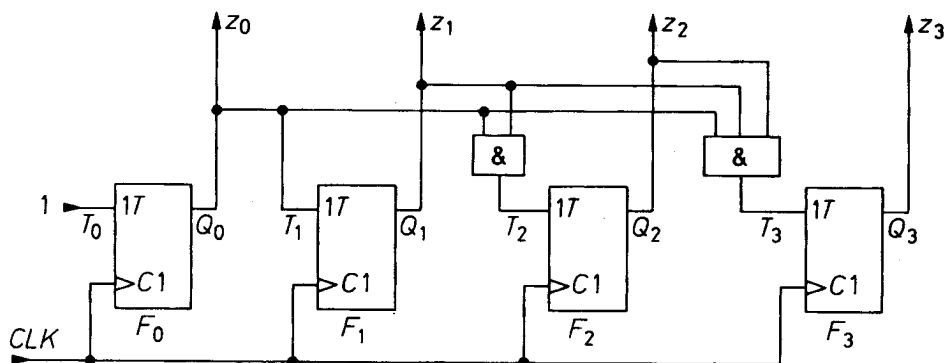 z₀ z₁ z₂ z₃
& &
1 T₀ 1T Q₀ T₁ 1T Q₁ T₂ 1T Q₂ T₃ 1T Q₃
C1 C1 C1 C1
F₀ F₁ F₂ F₃
CLK